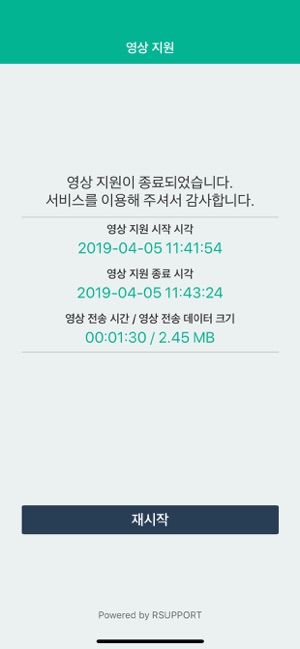 영상 지원
영상 지원이 종료되었습니다.
서비스를 이용해 주셔서 감사합니다.
영상 지원 시작 시각
2019-04-05 11:41:54
영상 지원 종료 시각
2019-04-05 11:43:24
영상 전송 시간 / 영상 전송 데이터 크기
00:01:30 / 2.45 MB
재시작
Powered by RSUPPORT